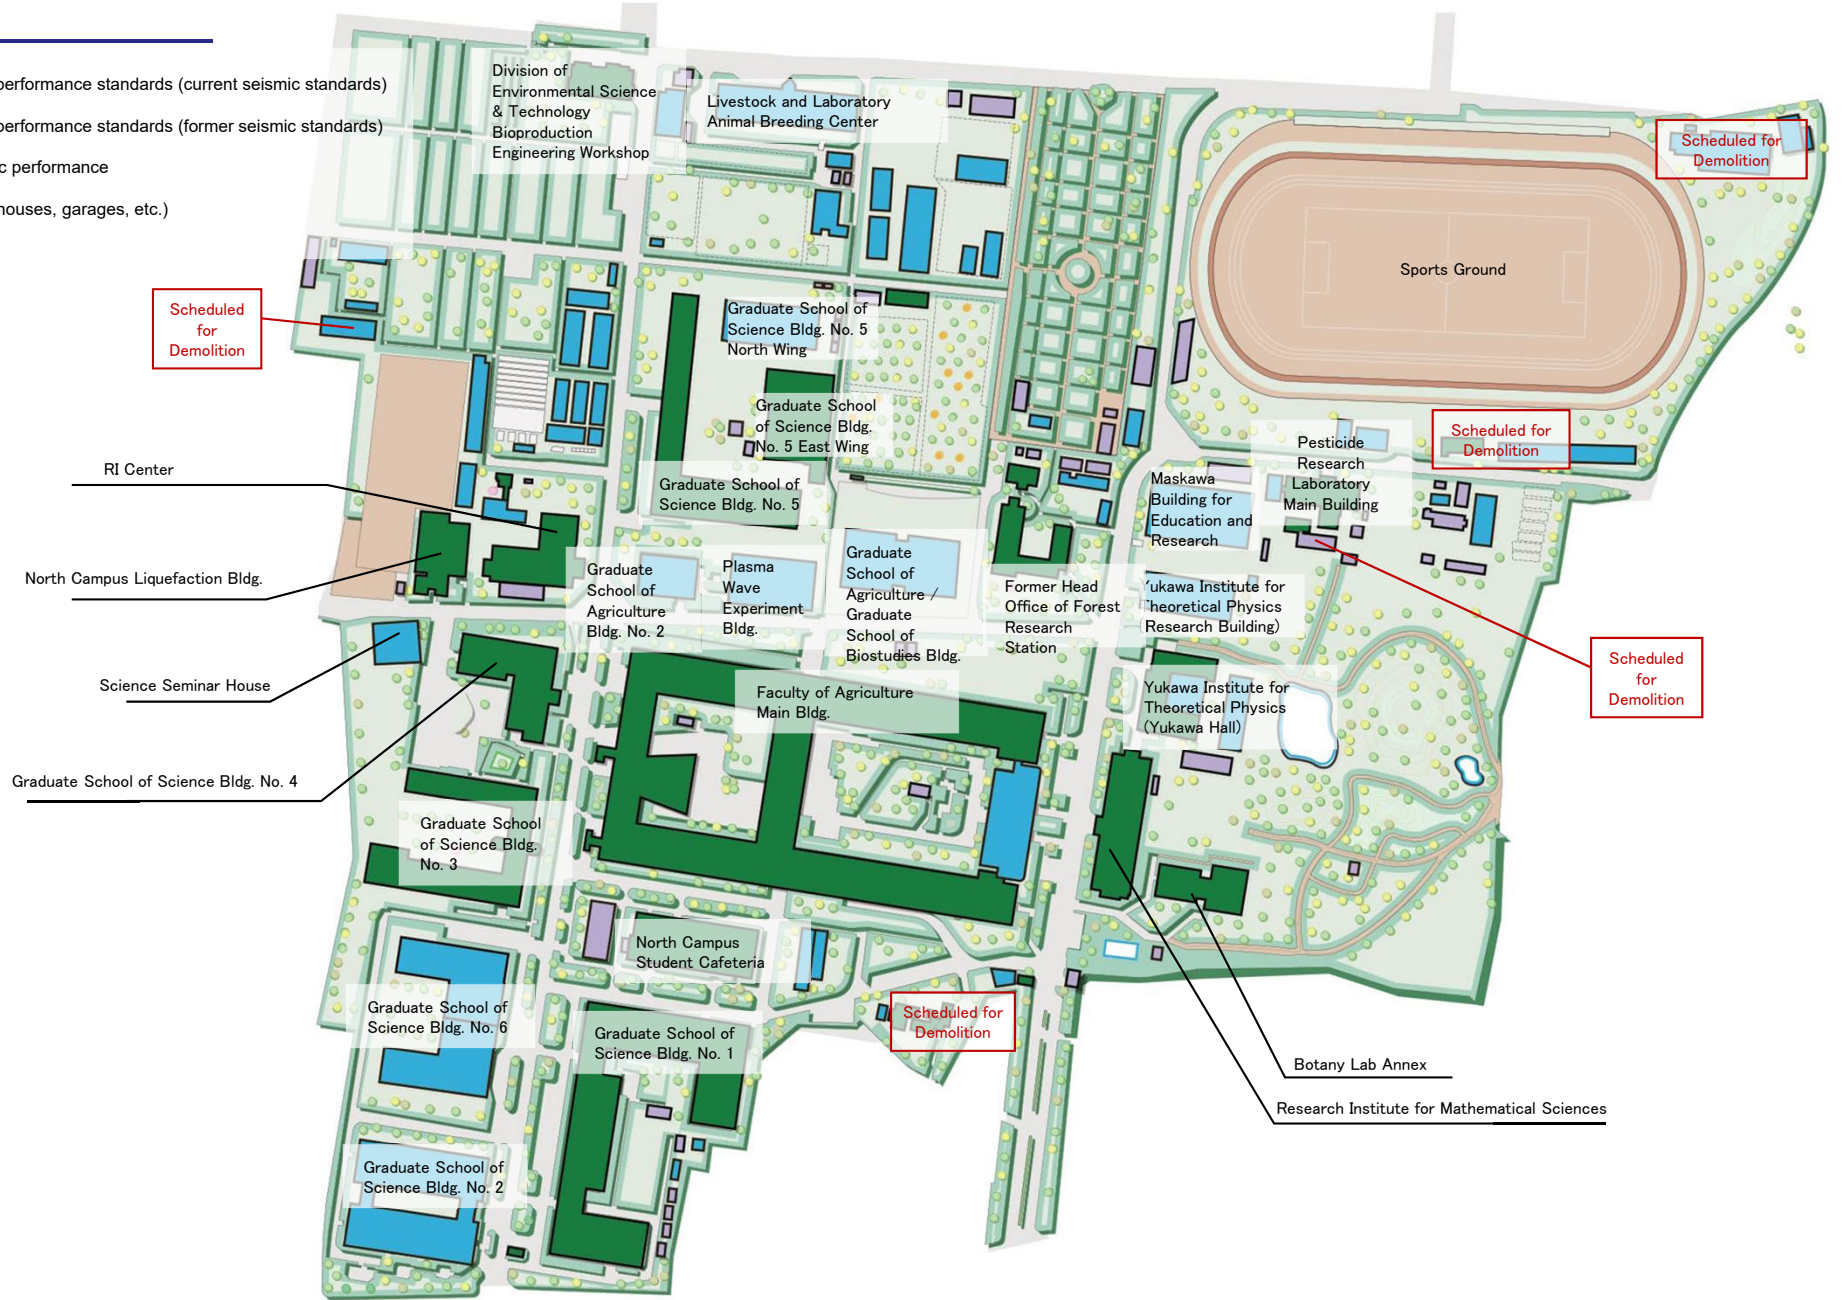 performance standards (current seismic standards)
performance standards (former seismic standards)
c performance
houses, garages, etc.)
Division of
Environmental Science
& Technology
Bioproduction
Engineering Workshop
Livestock and Laboratory
Animal Breeding Center
Scheduled for
Demolition
Sports Ground
Scheduled
for
Demolition
Graduate School of
Science Bldg. No. 5
North Wing
Graduate School
of Science Bldg.
No. 5 East Wing
Scheduled for
Demolition
Pesticide
Research
Laboratory
Main Building
RI Center
Graduate School of
Science Bldg. No. 5
Maskawa
Building for
Education and
Research
North Campus Liquefaction Bldg.
Graduate
School of
Agriculture
Bldg. No. 2
Plasma
Wave
Experiment
Bldg.
Graduate
School of
Agriculture /
Graduate
School of
Biostudies Bldg.
Former Head
Office of Forest
Research
Station
Yukawa Institute for
Theoretical Physics
(Research Building)
Scheduled
for
Demolition
Science Seminar House
Faculty of Agriculture
Main Bldg.
Yukawa Institute for
Theoretical Physics
(Yukawa Hall)
Graduate School of Science Bldg. No. 4
Graduate School
of Science Bldg.
No. 3
North Campus
Student Cafeteria
Graduate School of
Science Bldg. No. 6
Graduate School of
Science Bldg. No. 1
Scheduled for
Demolition
Botany Lab Annex
Research Institute for Mathematical Sciences
Graduate School of
Science Bldg. No. 2